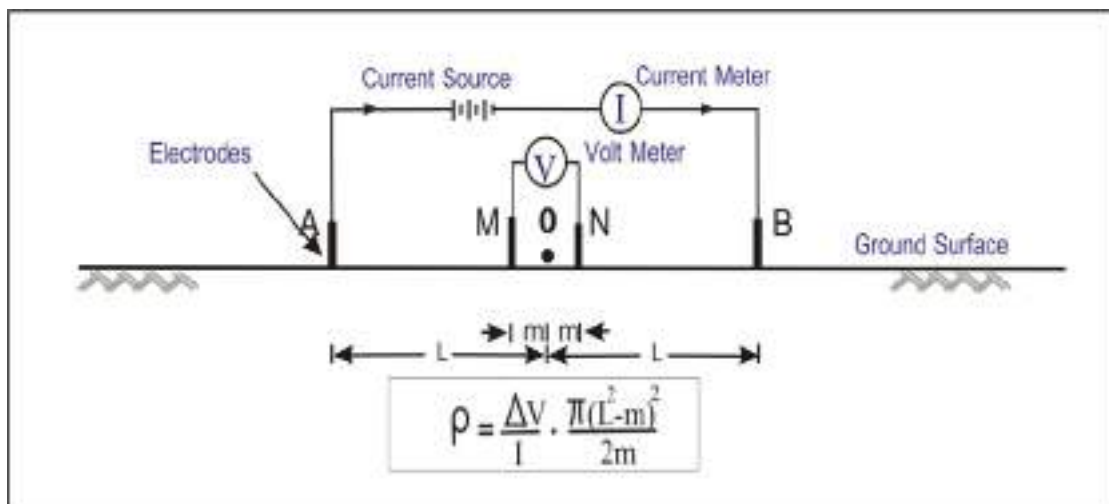 Current Source
Current Meter
I
Electrodes
V
Volt Meter
A
M
0
N
B
Ground Surface
m
m
L
L
ρ = ΔV/I . π(L²-m)²/2m